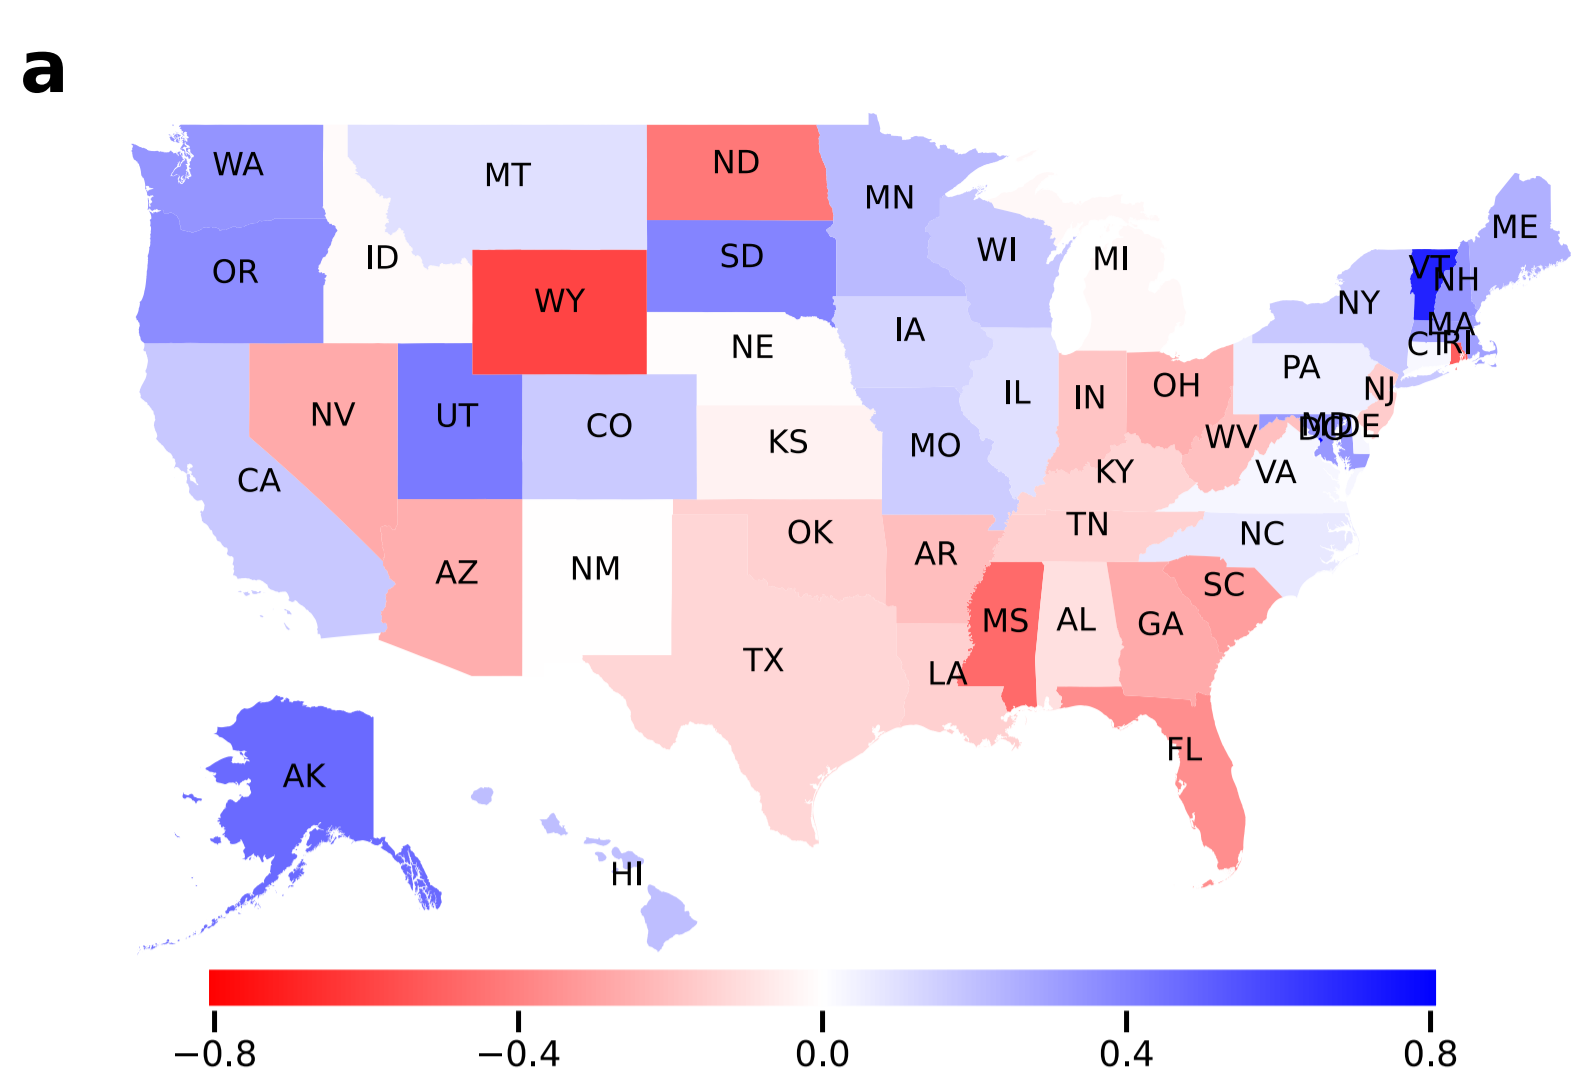 a
WA
MT
ND
MN
ME
OR
ID
WY
SD
WI
MI
VT
NH
NY
MA
IA
NE
CT
RI
PA
NV
UT
CO
KS
MO
IL
IN
OH
NJ
WV
MD
DC
DE
CA
KY
VA
AZ
NM
OK
AR
TN
NC
SC
TX
LA
MS
AL
GA
FL
AK
HI
−0.8 −0.4 0.0 0.4 0.8